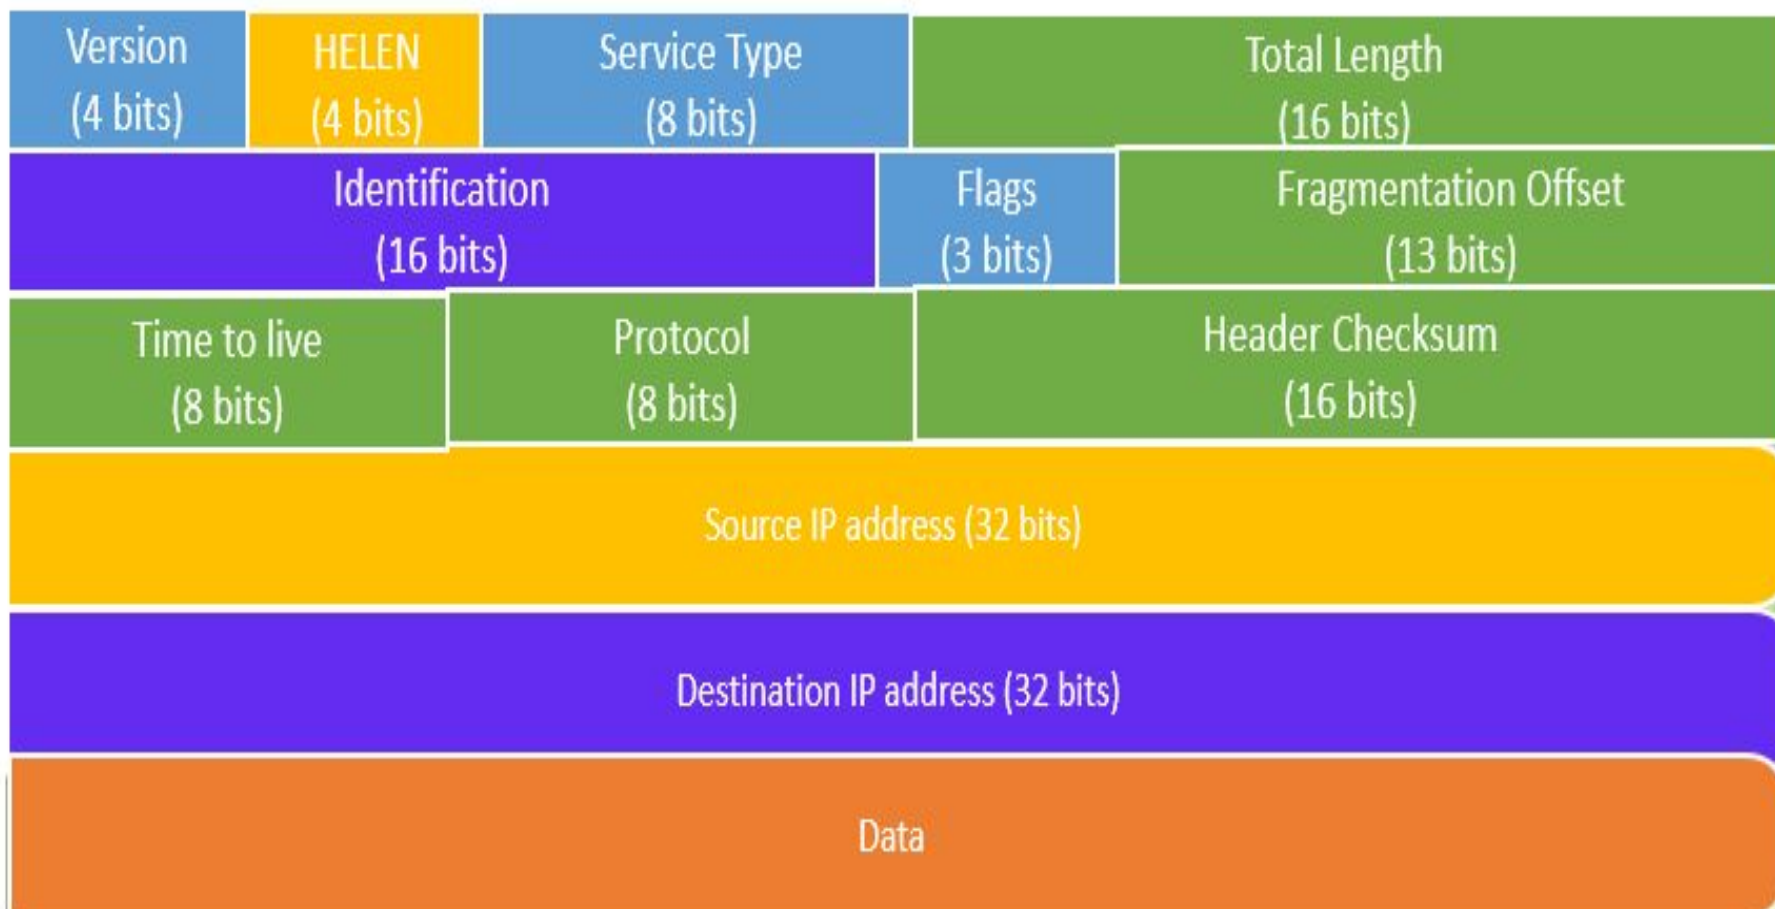 Version
(4 bits)
HELEN
(4 bits)
Service Type
(8 bits)
Total Length
(16 bits)
Identification
(16 bits)
Flags
(3 bits)
Fragmentation Offset
(13 bits)
Time to live
(8 bits)
Protocol
(8 bits)
Header Checksum
(16 bits)
Source IP address (32 bits)
Destination IP address (32 bits)
Data